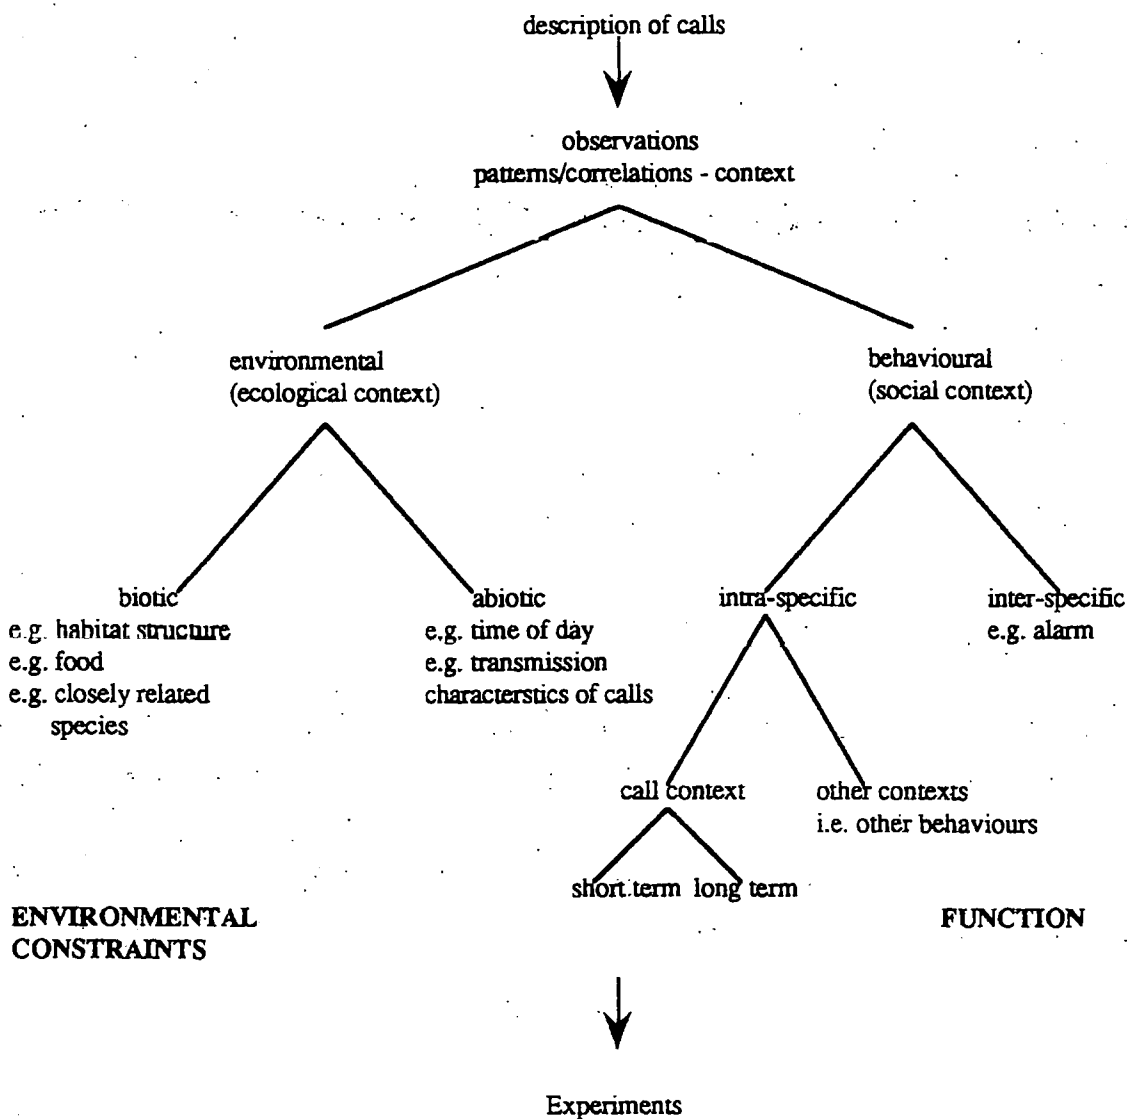 description of calls
observations
patterns/correlations - context
environmental
(ecological context)
behavioural
(social context)
biotic
e.g. habitat structure
e.g. food
e.g. closely related
species
abiotic
e.g. time of day
e.g. transmission
characterstics of calls
intra-specific
inter-specific
e.g. alarm
call context
other contexts
i.e. other behaviours
short term long term
ENVIRONMENTAL
CONSTRAINTS
FUNCTION
Experiments